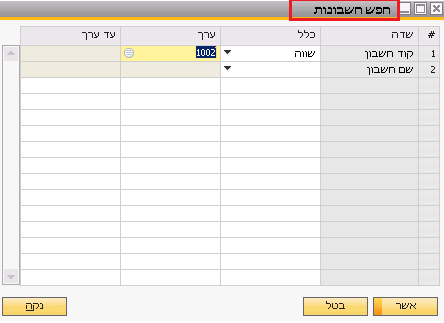 חפש חשבונות
# שדה כלל ערך עד ערך
1 קוד חשבון שווה 1002
2 שם חשבון
אשר בטל נקה